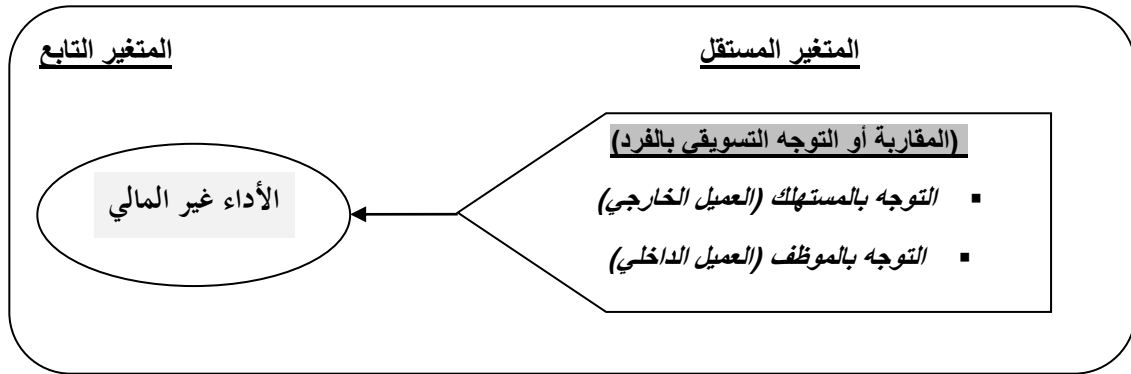 المتغير المستقل
المتغير التابع
(المقاربة أو التوجه التسويقي بالفرد)
▪ التوجه بالمستهلك (العميل الخارجي)
▪ التوجه بالموظف (العميل الداخلي)
الأداء غير المالي